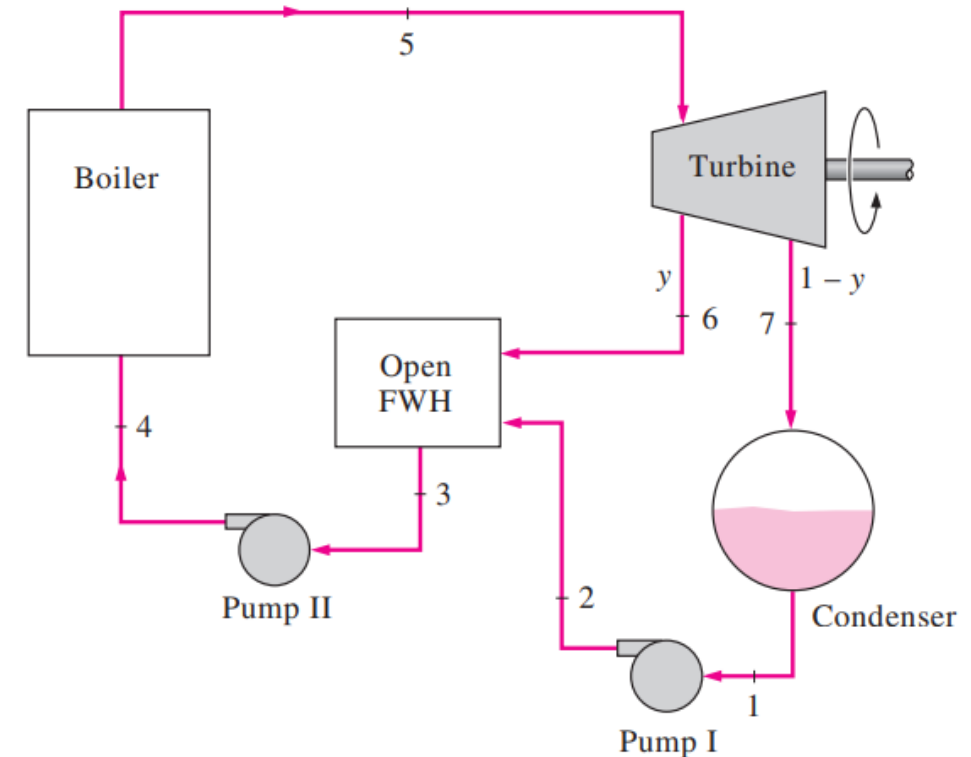 5
Boiler
Turbine
y
1 – y
6
7
Open
FWH
4
3
2
Pump II
Condenser
1
Pump I